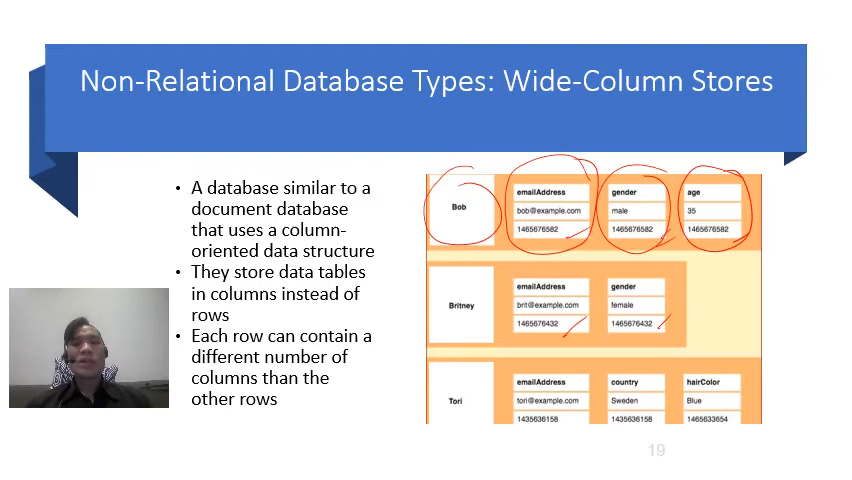 Non-Relational Database Types: Wide-Column Stores
• A database similar to a
document database
that uses a column-
oriented data structure
• They store data tables
in columns instead of
rows
• Each row can contain a
different number of
columns than the
other rows
Bob
emailAddress gender age
bob@example.com male 35
1465676582 1465676582 1465676582
Britney
emailAddress gender
brit@example.com female
1465676432 1465676432
Tori
emailAddress country hairColor
tori@example.com Sweden Blue
1435636158 1435636158 1465633654
19